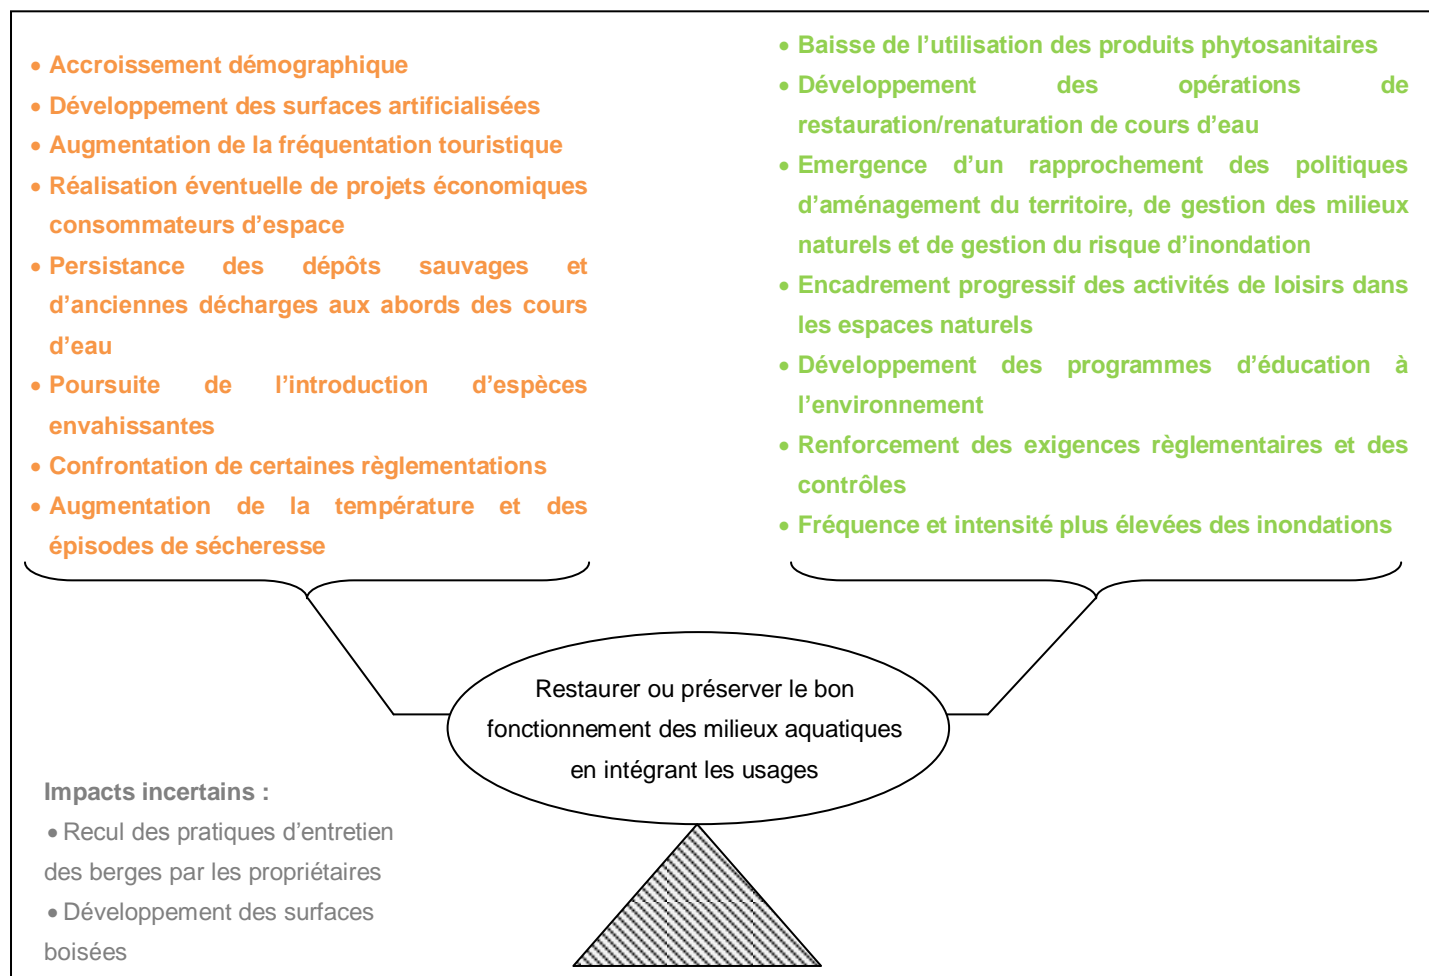 • Accroissement démographique
• Développement des surfaces artificialisées
• Augmentation de la fréquentation touristique
• Réalisation éventuelle de projets économiques
consommateurs d’espace
• Persistance des dépôts sauvages et
d’anciennes décharges aux abords des cours
d’eau
• Poursuite de l’introduction d’espèces
envahissantes
• Confrontation de certaines règlementations
• Augmentation de la température et des
épisodes de sécheresse
• Baisse de l’utilisation des produits phytosanitaires
• Développement des opérations de
restauration/renaturation de cours d’eau
• Emergence d’un rapprochement des politiques
d’aménagement du territoire, de gestion des milieux
naturels et de gestion du risque d’inondation
• Encadrement progressif des activités de loisirs dans
les espaces naturels
• Développement des programmes d’éducation à
l’environnement
• Renforcement des exigences règlementaires et des
contrôles
• Fréquence et intensité plus élevées des inondations
Restaurer ou préserver le bon
fonctionnement des milieux aquatiques
en intégrant les usages
Impacts incertains :
• Recul des pratiques d’entretien
des berges par les propriétaires
• Développement des surfaces
boisées